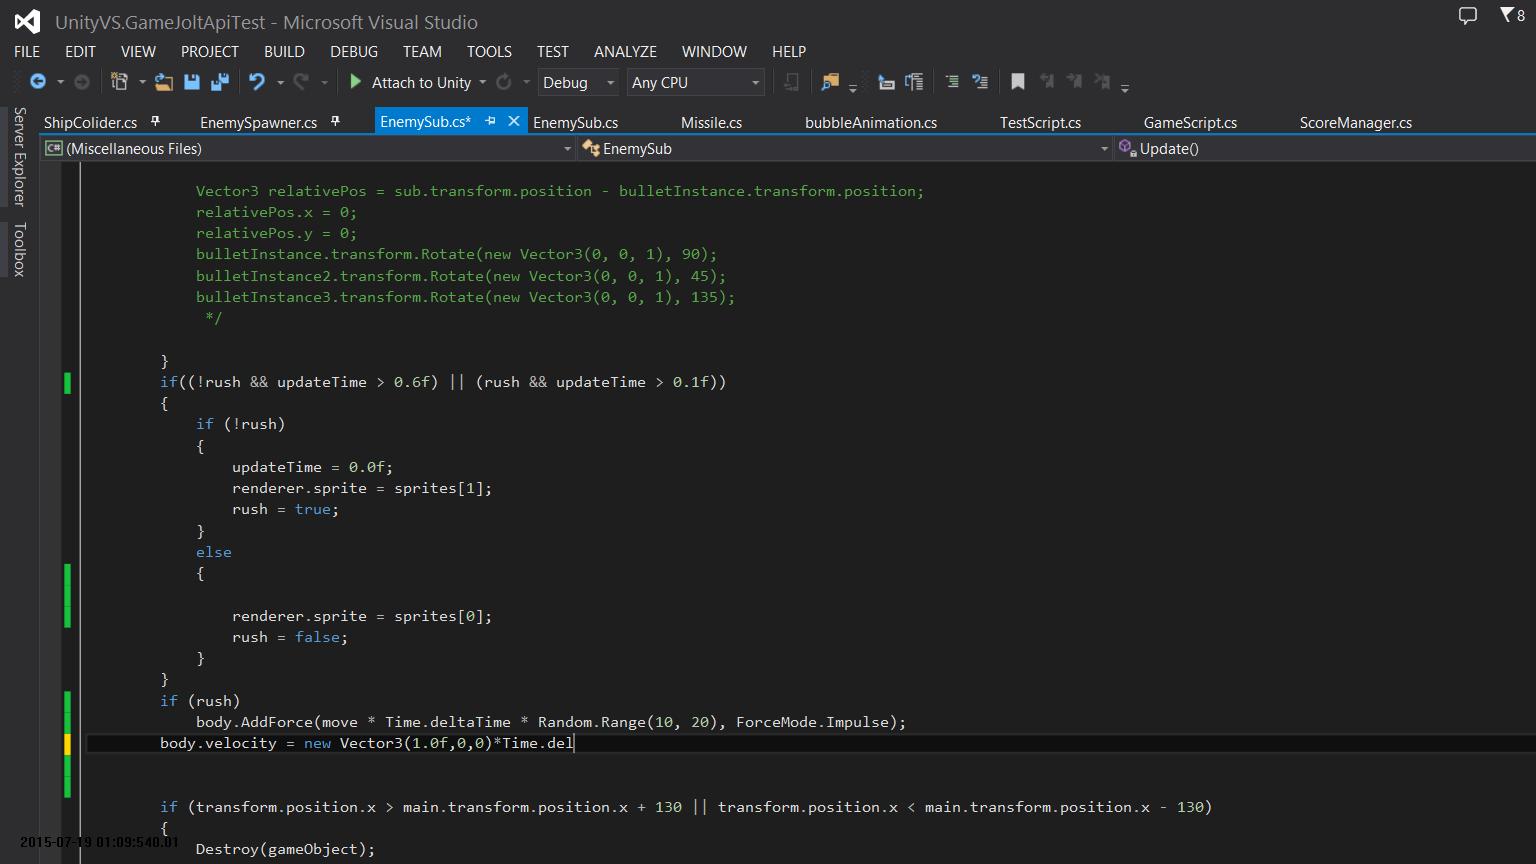 UnityVS.GameJoltApiTest - Microsoft Visual Studio
8
FILE EDIT VIEW PROJECT BUILD DEBUG TEAM TOOLS TEST ANALYZE WINDOW HELP
Attach to Unity Debug Any CPU
Server Explorer
Toolbox
ShipColider.cs EnemySpawner.cs EnemySub.cs* EnemySub.cs Missile.cs bubbleAnimation.cs TestScript.cs GameScript.cs ScoreManager.cs
C# (Miscellaneous Files) EnemySub Update()
Vector3 relativePos = sub.transform.position - bulletInstance.transform.position;
relativePos.x = 0;
relativePos.y = 0;
bulletInstance.transform.Rotate(new Vector3(0, 0, 1), 90);
bulletInstance2.transform.Rotate(new Vector3(0, 0, 1), 45);
bulletInstance3.transform.Rotate(new Vector3(0, 0, 1), 135);
*/
}
if((!rush && updateTime > 0.6f) || (rush && updateTime > 0.1f))
{
if (!rush)
{
updateTime = 0.0f;
renderer.sprite = sprites[1];
rush = true;
}
else
{
renderer.sprite = sprites[0];
rush = false;
}
}
if (rush)
body.AddForce(move * Time.deltaTime * Random.Range(10, 20), ForceMode.Impulse);
body.velocity = new Vector3(1.0f,0,0)*Time.del
if (transform.position.x > main.transform.position.x + 130 || transform.position.x < main.transform.position.x - 130)
{
2015-07-19 01:09:540.01
Destroy(gameObject);